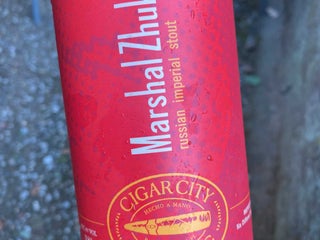 Marshal Zhuk
russian imperial stout
CIGAR CITY
HECHO A MANO